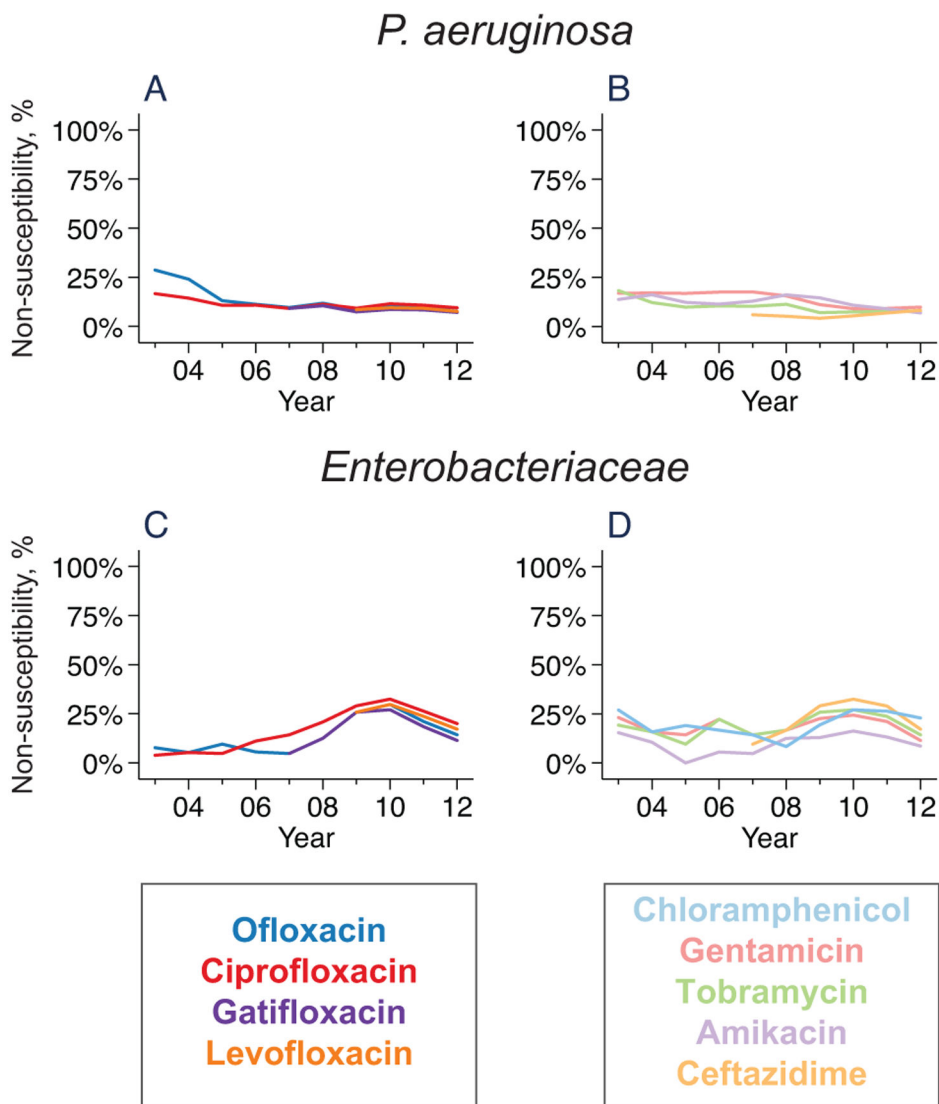 P. aeruginosa
A
B
Non-susceptibility, %
100%
75%
50%
25%
0%
04 06 08 10 12
Year
100%
75%
50%
25%
0%
04 06 08 10 12
Year
Enterobacteriaceae
C
D
Non-susceptibility, %
100%
75%
50%
25%
0%
04 06 08 10 12
Year
100%
75%
50%
25%
0%
04 06 08 10 12
Year
Ofloxacin
Ciprofloxacin
Gatifloxacin
Levofloxacin
Chloramphenicol
Gentamicin
Tobramycin
Amikacin
Ceftazidime